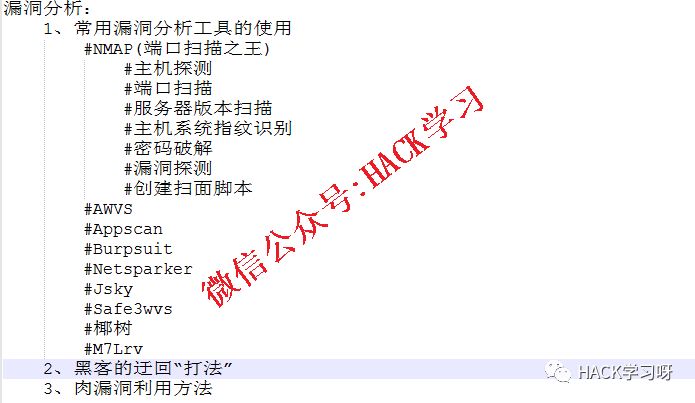 漏洞分析：
1、常用漏洞分析工具的使用
#NMAP(端口扫描之王)
#主机探测
#端口扫描
#服务器版本扫描
#主机系统指纹识别
#密码破解
#漏洞探测
#创建扫面脚本
#AWVS
#Appscan
#Burpsuit
#Netsparker
#Jsky
#Safe3wvs
#椰树
#M7Lrv
2、黑客的迂回“打法”
3、肉漏洞利用方法
微信公众号:HACK学习
HACK学习呀